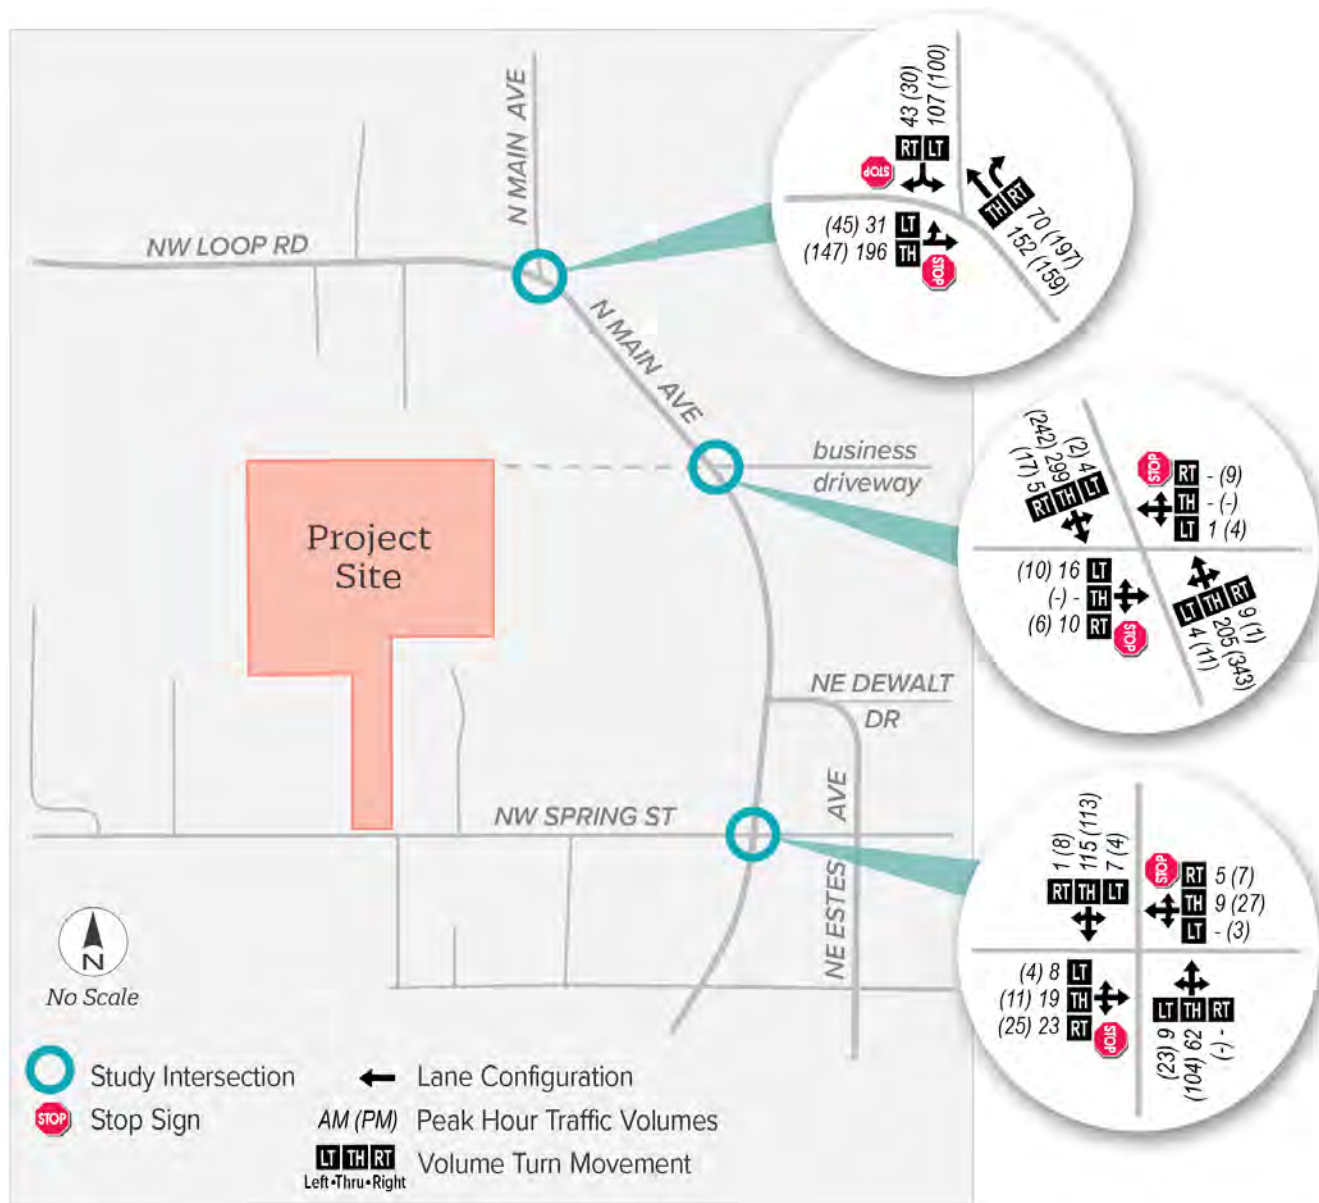 N MAIN AVE
NW LOOP RD
N MAIN AVE
business
driveway
Project
Site
NE DEWALT
DR
NW SPRING ST
NE ESTES AVE
N
No Scale
43 (30)
107 (100)
RT LT
STOP
(45) 31 LT
(147) 196 TH
STOP
TH RT
70 (197)
152 (159)
(2) 4
(242) 299
(17) 5
RT TH LT
STOP
RT - (9)
TH - (-)
LT 1 (4)
(10) 16 LT
(-) - TH
(6) 10 RT
STOP
LT TH RT
9 (1)
205 (343)
4 (11)
1 (8)
115 (113)
7 (4)
RT TH LT
STOP
RT 5 (7)
TH 9 (27)
LT - (3)
(4) 8 LT
(11) 19 TH
(25) 23 RT
STOP
LT TH RT
(23) 9
(104) 62
(-) -
Study Intersection
STOP Stop Sign
Lane Configuration
AM (PM) Peak Hour Traffic Volumes
LT TH RT Volume Turn Movement
Left•Thru•Right